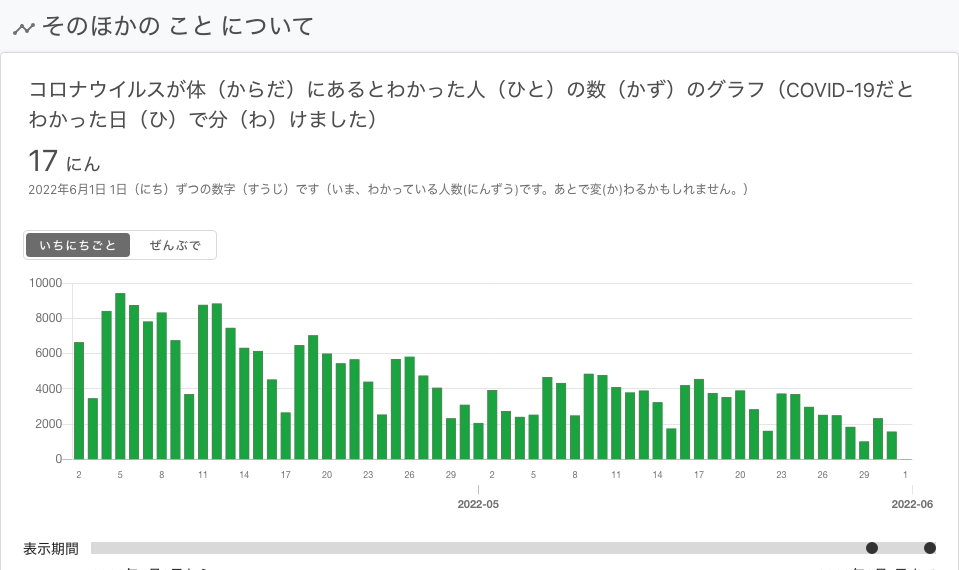 そのほかの こと について
コロナウイルスが体（からだ）にあるとわかった人（ひと）の数（かず）のグラフ（COVID-19だと
わかった日（ひ）で分（わ）けました）
17 にん
2022年6月1日 1日（にち）ずつの数字（すうじ）です（いま、わかっている人数(にんずう)です。あとで変(か)わるかもしれません。）
いちにちごと ぜんぶで
10000
8000
6000
4000
2000
0
2 5 8 11 14 17 20 23 26 29 2 5 8 11 14 17 20 23 26 29 1
2022-05 2022-06
表示期間